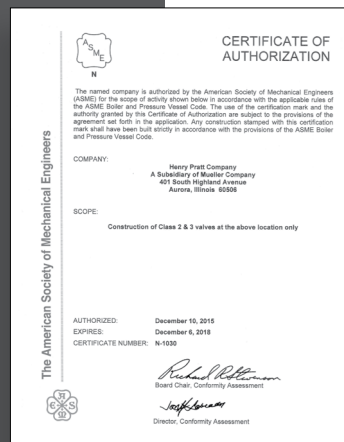 ASME
N
CERTIFICATE OF
AUTHORIZATION
The named company is authorized by the American Society of Mechanical Engineers
(ASME) for the scope of activity shown below in accordance with the applicable rules of
the ASME Boiler and Pressure Vessel Code. The use of the certification mark and the
authority granted by this Certificate of Authorization are subject to the provisions of the
agreement set forth in the application. Any construction stamped with this certification
mark shall have been built strictly in accordance with the provisions of the ASME Boiler
and Pressure Vessel Code.
COMPANY:
Henry Pratt Company
A Subsidiary of Mueller Company
401 South Highland Avenue
Aurora, Illinois 60506
SCOPE:
Construction of Class 2 & 3 valves at the above location only
AUTHORIZED: December 10, 2015
EXPIRES: December 6, 2018
CERTIFICATE NUMBER: N-1030
Board Chair, Conformity Assessment
Director, Conformity Assessment
The American Society of Mechanical Engineers